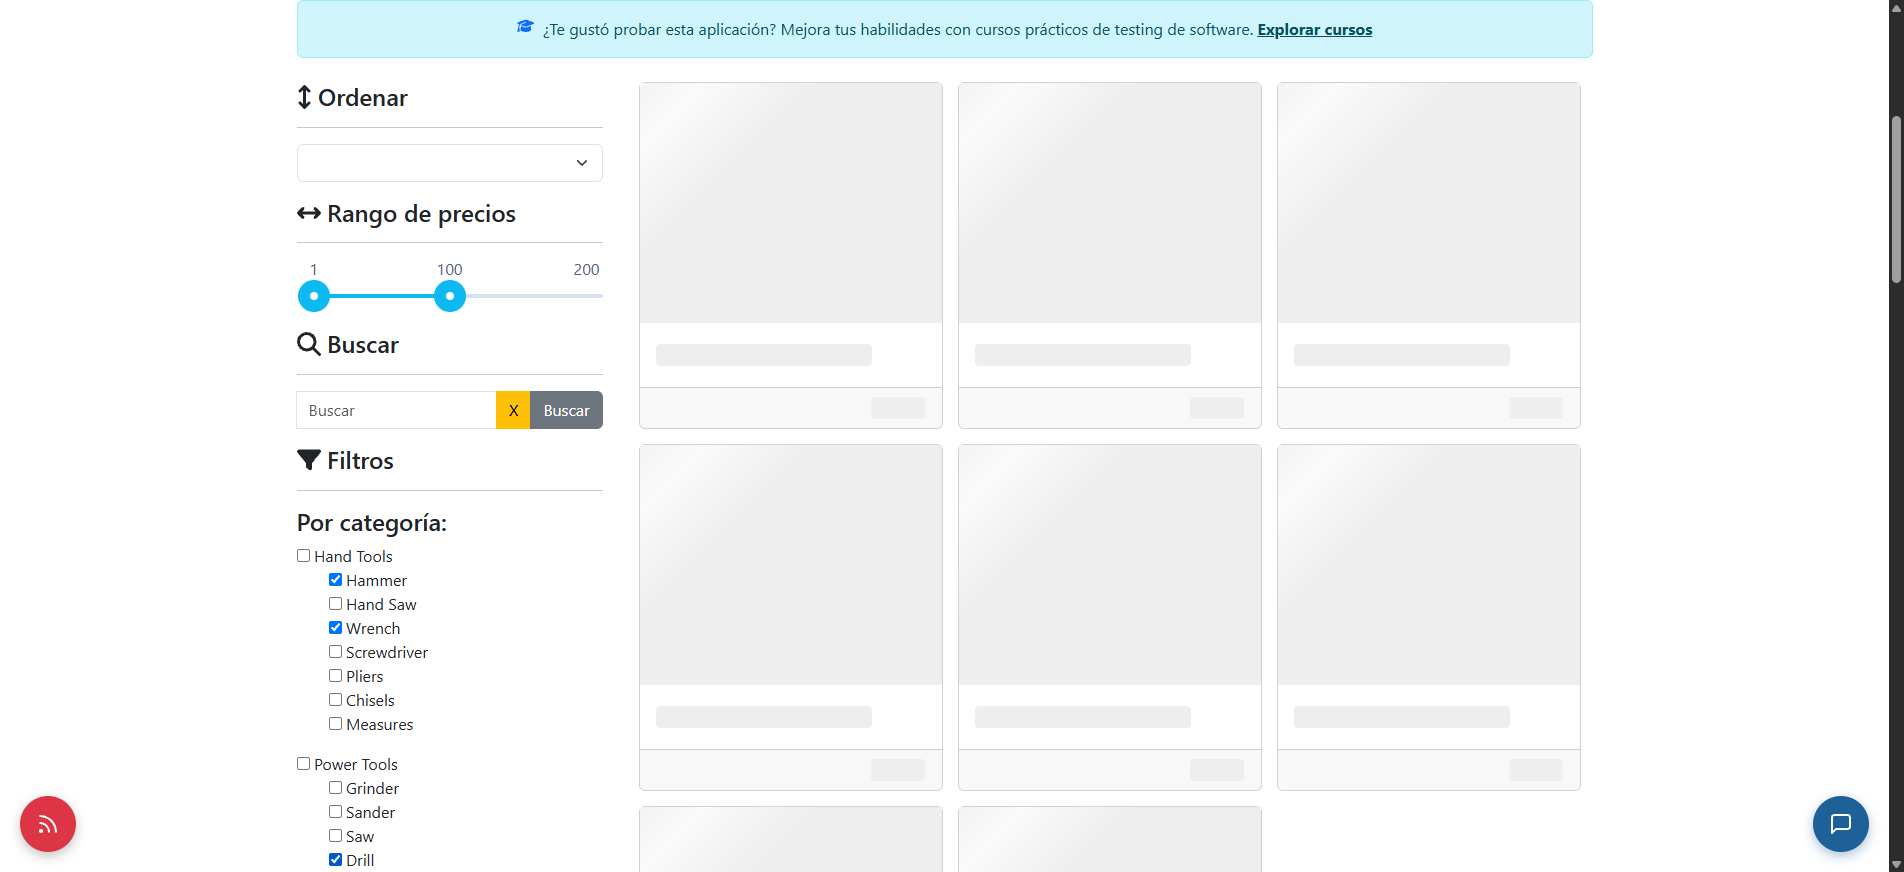 ¿Te gustó probar esta aplicación? Mejora tus habilidades con cursos prácticos de testing de software. Explorar cursos
Ordenar
Rango de precios
1 100 200
Buscar
Buscar X Buscar
Filtros
Por categoría:
Hand Tools
Hammer
Hand Saw
Wrench
Screwdriver
Pliers
Chisels
Measures
Power Tools
Grinder
Sander
Saw
Drill